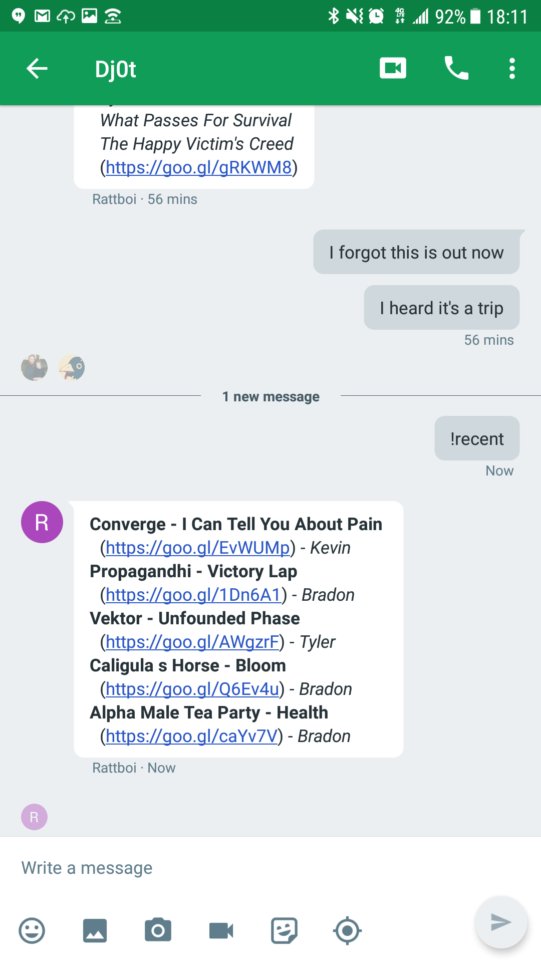 92% 18:11
Dj0t
What Passes For Survival
The Happy Victim's Creed
(https://goo.gl/gRKWM8)
Rattboi · 56 mins
I forgot this is out now
I heard it's a trip
56 mins
1 new message
!recent
Now
R
Converge - I Can Tell You About Pain
(https://goo.gl/EvWUMp) - Kevin
Propagandhi - Victory Lap
(https://goo.gl/1Dn6A1) - Bradon
Vektor - Unfounded Phase
(https://goo.gl/AWgzrF) - Tyler
Caligula s Horse - Bloom
(https://goo.gl/Q6Ev4u) - Bradon
Alpha Male Tea Party - Health
(https://goo.gl/caYv7V) - Bradon
Rattboi · Now
R
Write a message